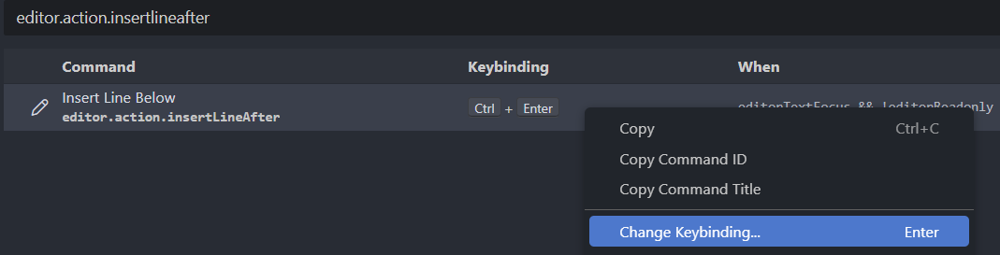 editor.action.insertlineafter
Command Keybinding When
Insert Line Below
editor.action.insertLineAfter
Ctrl + Enter
editorTextFocus && !editorReadonly
Copy Ctrl+C
Copy Command ID
Copy Command Title
Change Keybinding... Enter